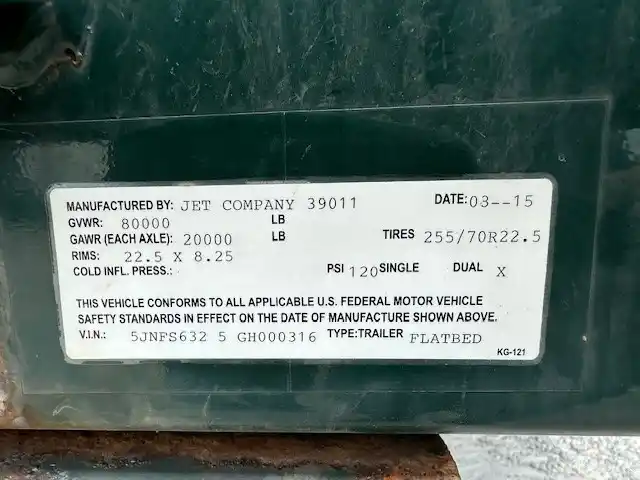 MANUFACTURED BY: JET COMPANY 39011 DATE:03--15
GVWR: 80000 LB
GAWR (EACH AXLE): 20000 LB TIRES 255/70R22.5
RIMS: 22.5 X 8.25
COLD INFL. PRESS.: PSI 120 SINGLE DUAL X
THIS VEHICLE CONFORMS TO ALL APPLICABLE U.S. FEDERAL MOTOR VEHICLE
SAFETY STANDARDS IN EFFECT ON THE DATE OF MANUFACTURE SHOWN ABOVE.
V.I.N.: 5JNFS632 5 GH000316 TYPE:TRAILER FLATBED
KG-121